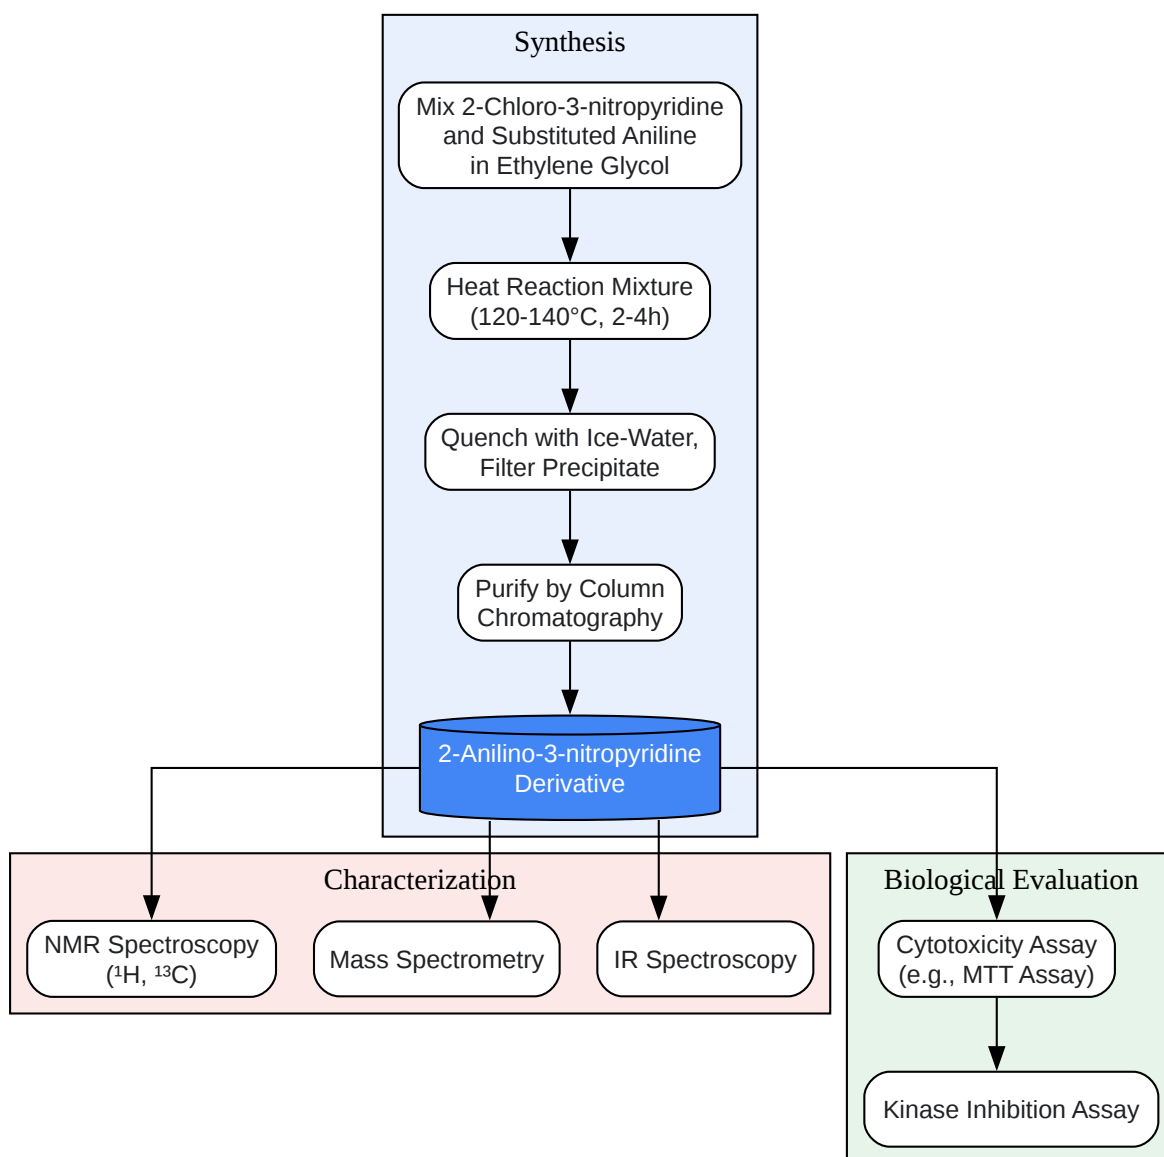 Synthesis
Mix 2-Chloro-3-nitropyridine
and Substituted Aniline
in Ethylene Glycol
Heat Reaction Mixture
(120-140°C, 2-4h)
Quench with Ice-Water,
Filter Precipitate
Purify by Column
Chromatography
2-Anilino-3-nitropyridine
Derivative
Characterization
NMR Spectroscopy
(¹H, ¹³C)
Mass Spectrometry
IR Spectroscopy
Biological Evaluation
Cytotoxicity Assay
(e.g., MTT Assay)
Kinase Inhibition Assay